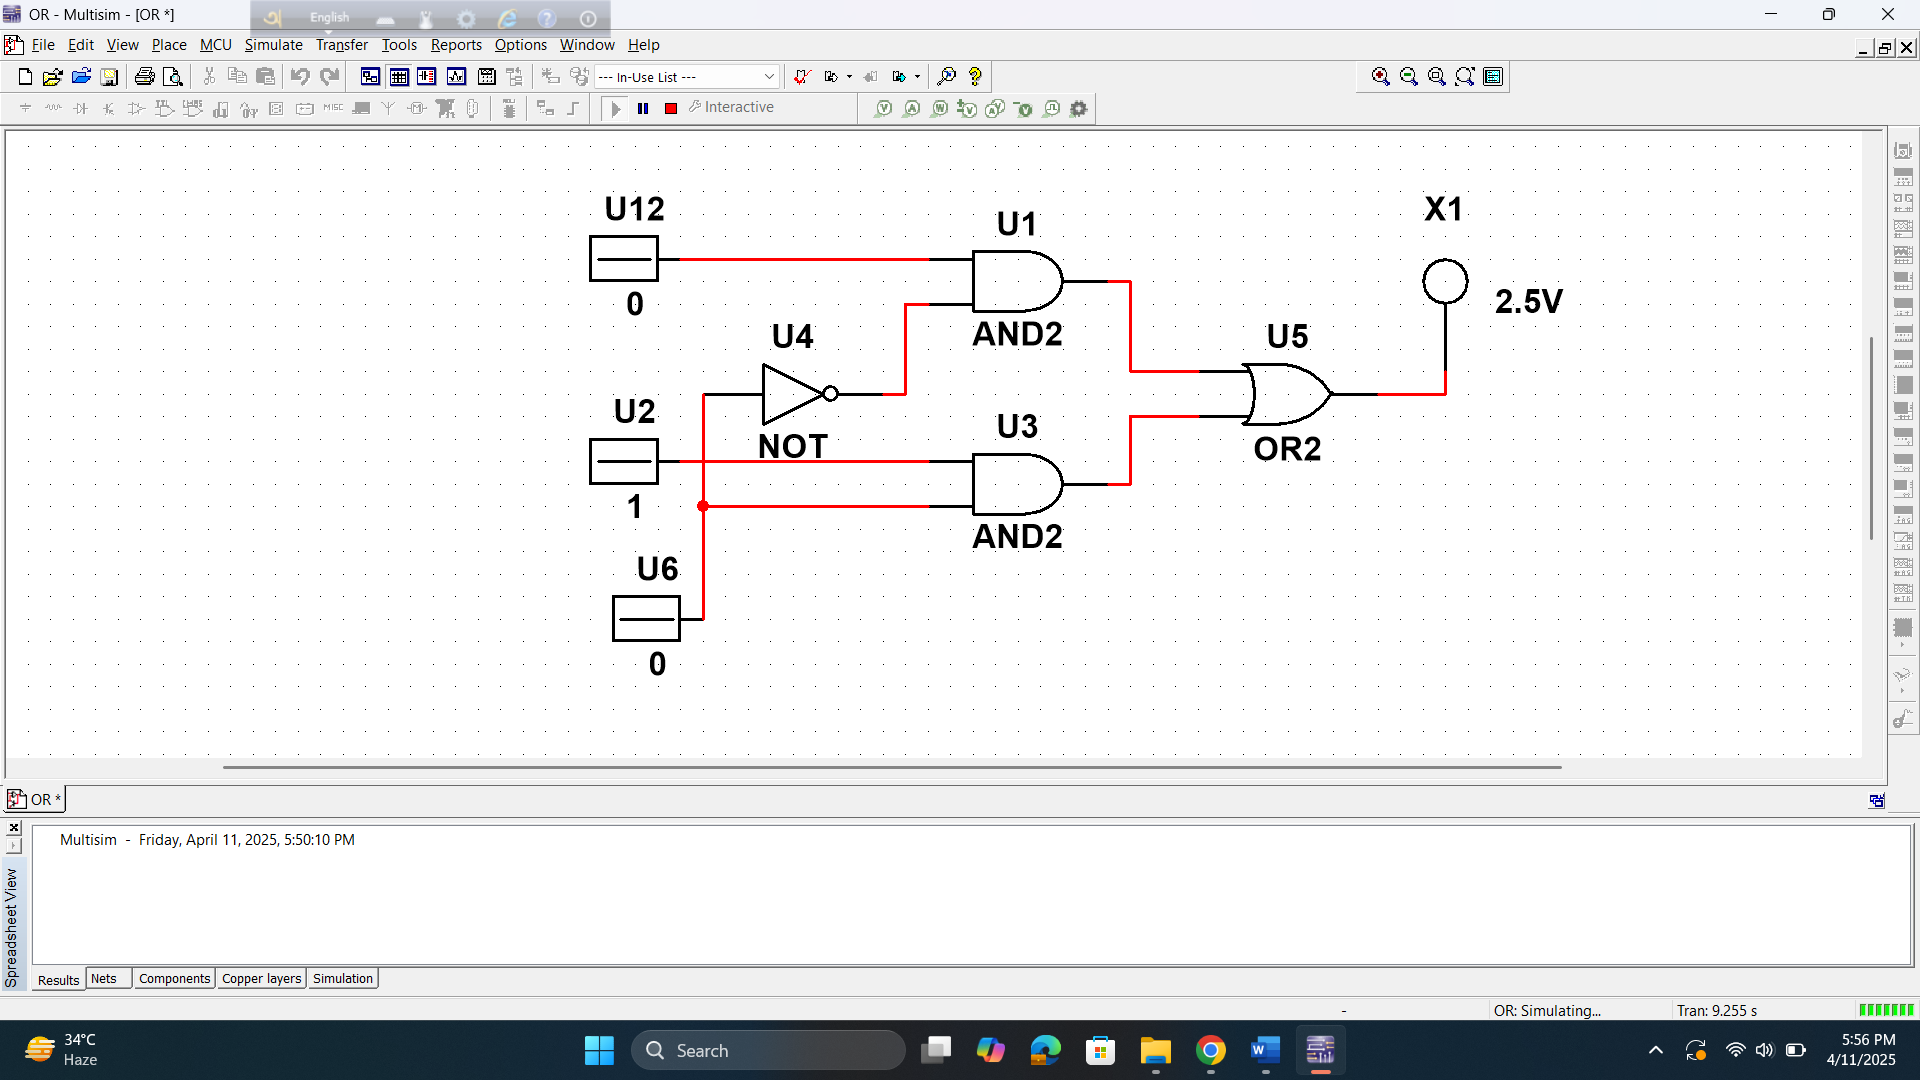 OR - Multisim - [OR *]
English
File Edit View Place MCU Simulate Transfer Tools Reports Options Window Help
--- In-Use List ---
MISC
Interactive
U12
0
U1
AND2
X1
2.5V
U4
NOT
U5
OR2
U2
1
U3
AND2
U6
0
OR *
Multisim - Friday, April 11, 2025, 5:50:10 PM
Spreadsheet View
Results Nets Components Copper layers Simulation
- OR: Simulating... Tran: 9.255 s
34°C
Haze
Search
5:56 PM
4/11/2025